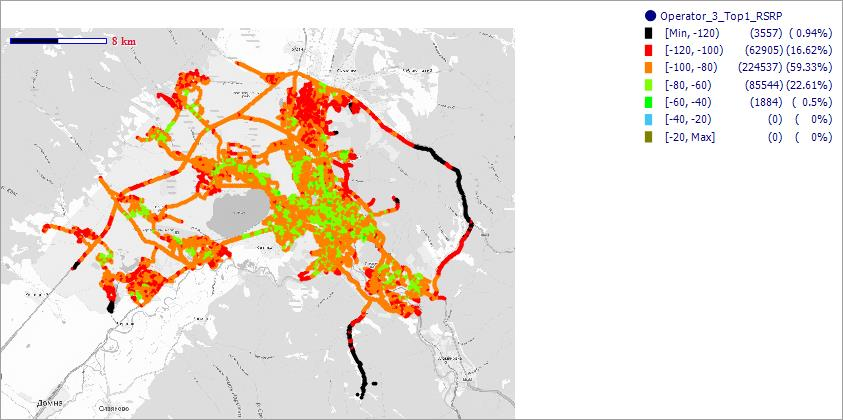 Operator_3_Top1_RSRP
8 km
[Min, -120) (3557) ( 0.94%)
[-120, -100) (62905) (16.62%)
[-100, -80) (224537) (59.33%)
[-80, -60) (85544) (22.61%)
[-60, -40) (1884) ( 0.5%)
[-40, -20) (0) ( 0%)
[-20, Max] (0) ( 0%)
Домна
Сивяково